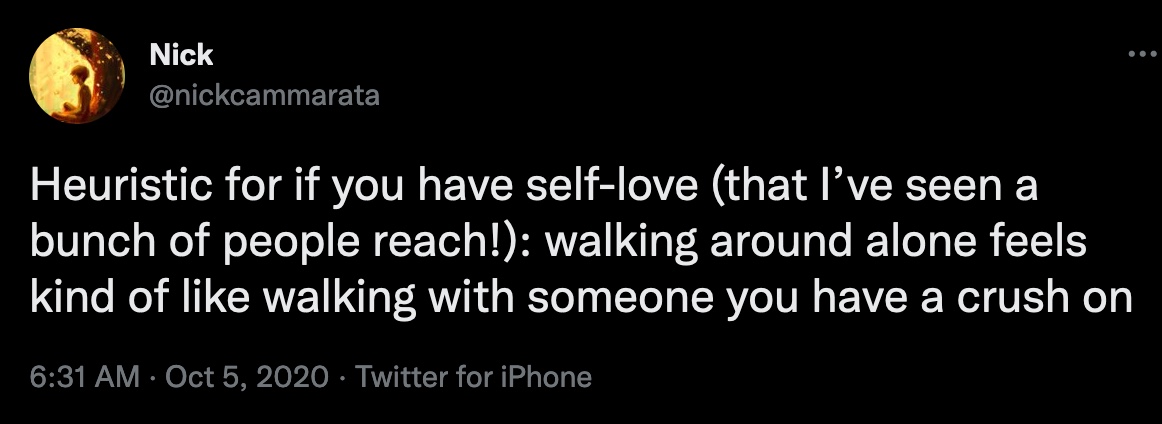 Nick
@nickcammarata
Heuristic for if you have self-love (that I’ve seen a
bunch of people reach!): walking around alone feels
kind of like walking with someone you have a crush on
6:31 AM · Oct 5, 2020 · Twitter for iPhone